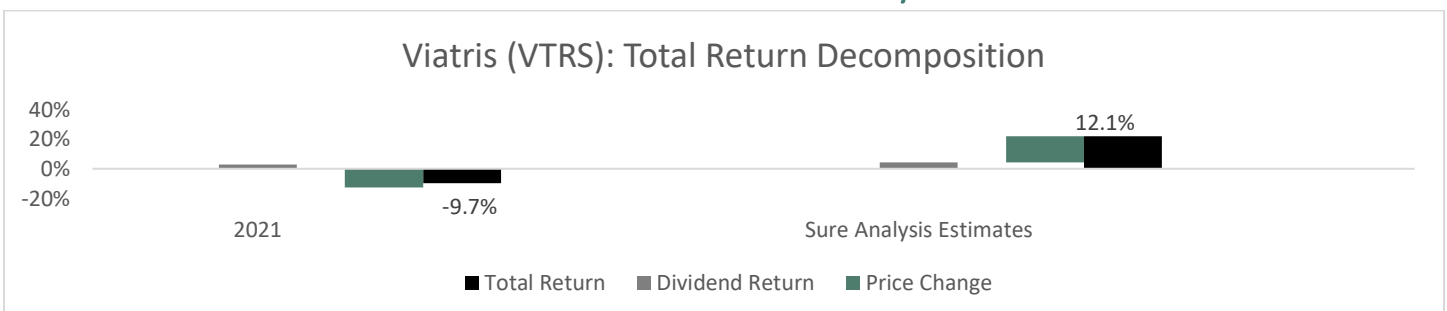 Viatris (VTRS): Total Return Decomposition
40%
20%
0%
-20%
12.1%
-9.7%
2021 Sure Analysis Estimates
Total Return Dividend Return Price Change